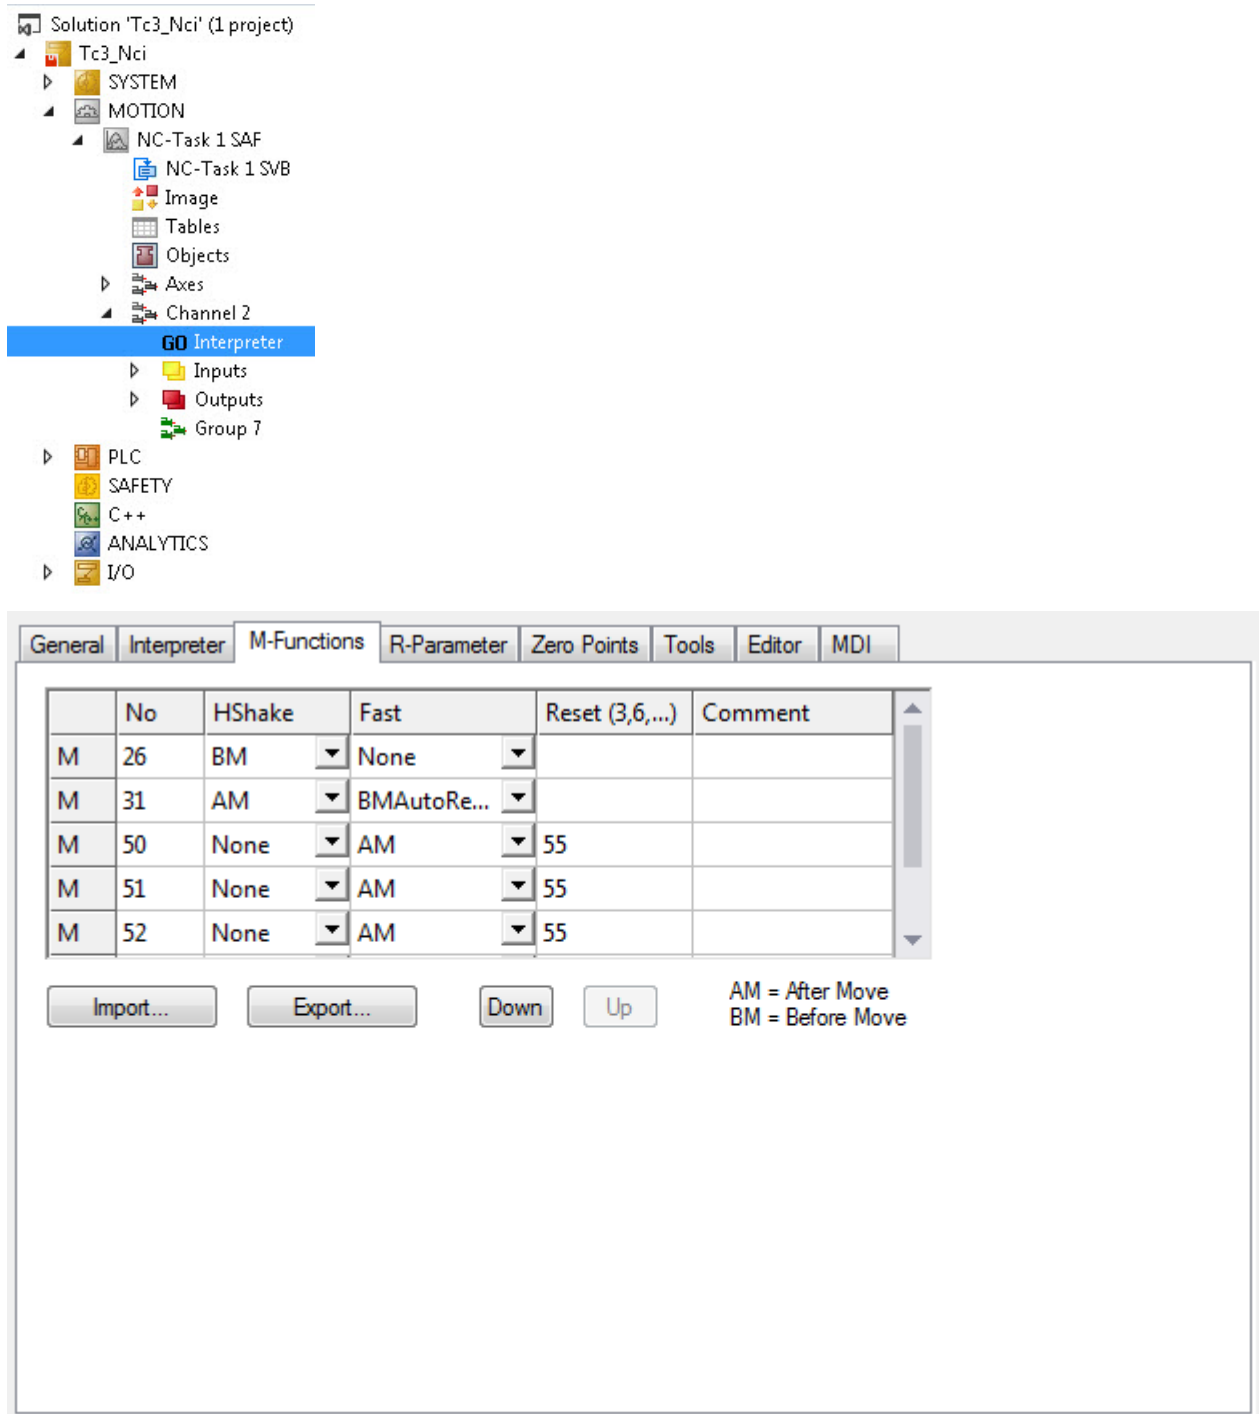 Solution 'Tc3_Nci' (1 project)
Tc3_Nci
SYSTEM
MOTION
NC-Task 1 SAF
NC-Task 1 SVB
Image
Tables
Objects
Axes
Channel 2
GO Interpreter
Inputs
Outputs
Group 7
PLC
SAFETY
C++
ANALYTICS
I/O
General Interpreter M-Functions R-Parameter Zero Points Tools Editor MDI
No HShake Fast Reset (3,6,...) Comment
M 26 BM None
M 31 AM BMAutoRe...
M 50 None AM 55
M 51 None AM 55
M 52 None AM 55
Import... Export... Down Up
AM = After Move
BM = Before Move